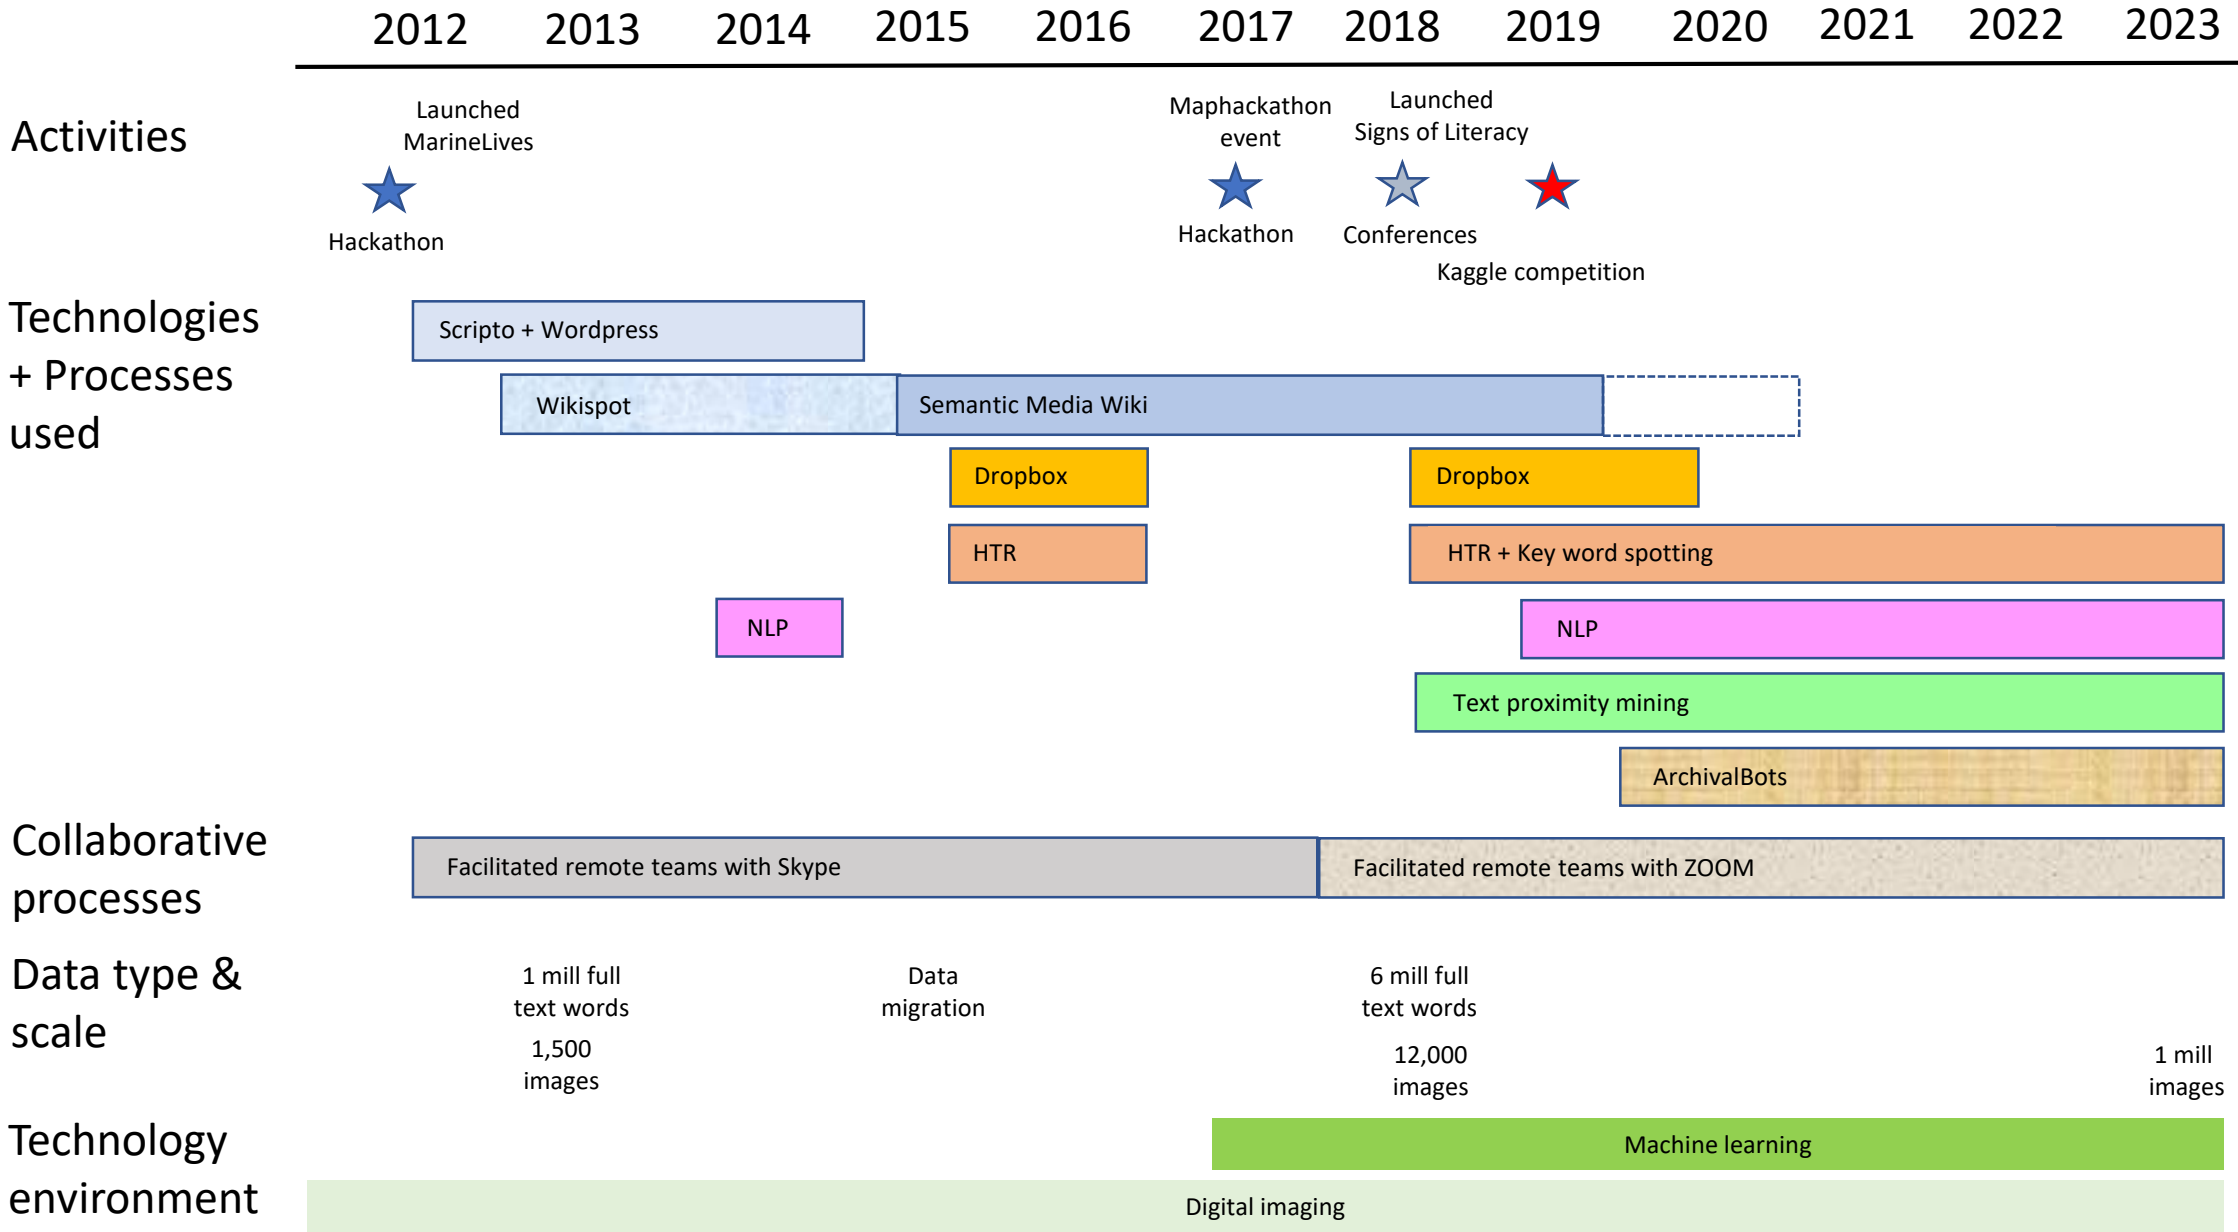 2012 2013 2014 2015 2016 2017 2018 2019 2020 2021 2022 2023
Activities
Launched
MarineLives
Hackathon
Maphackathon
event
Hackathon
Launched
Signs of Literacy
Conferences
Kaggle competition
Technologies
+ Processes
used
Scripto + Wordpress
Wikispot
Semantic Media Wiki
Dropbox
Dropbox
HTR
HTR + Key word spotting
NLP
NLP
Text proximity mining
ArchivalBots
Collaborative
processes
Facilitated remote teams with Skype
Facilitated remote teams with ZOOM
Data type &
scale
1 mill full
text words
1,500
images
Data
migration
6 mill full
text words
12,000
images
1 mill
images
Technology
environment
Machine learning
Digital imaging